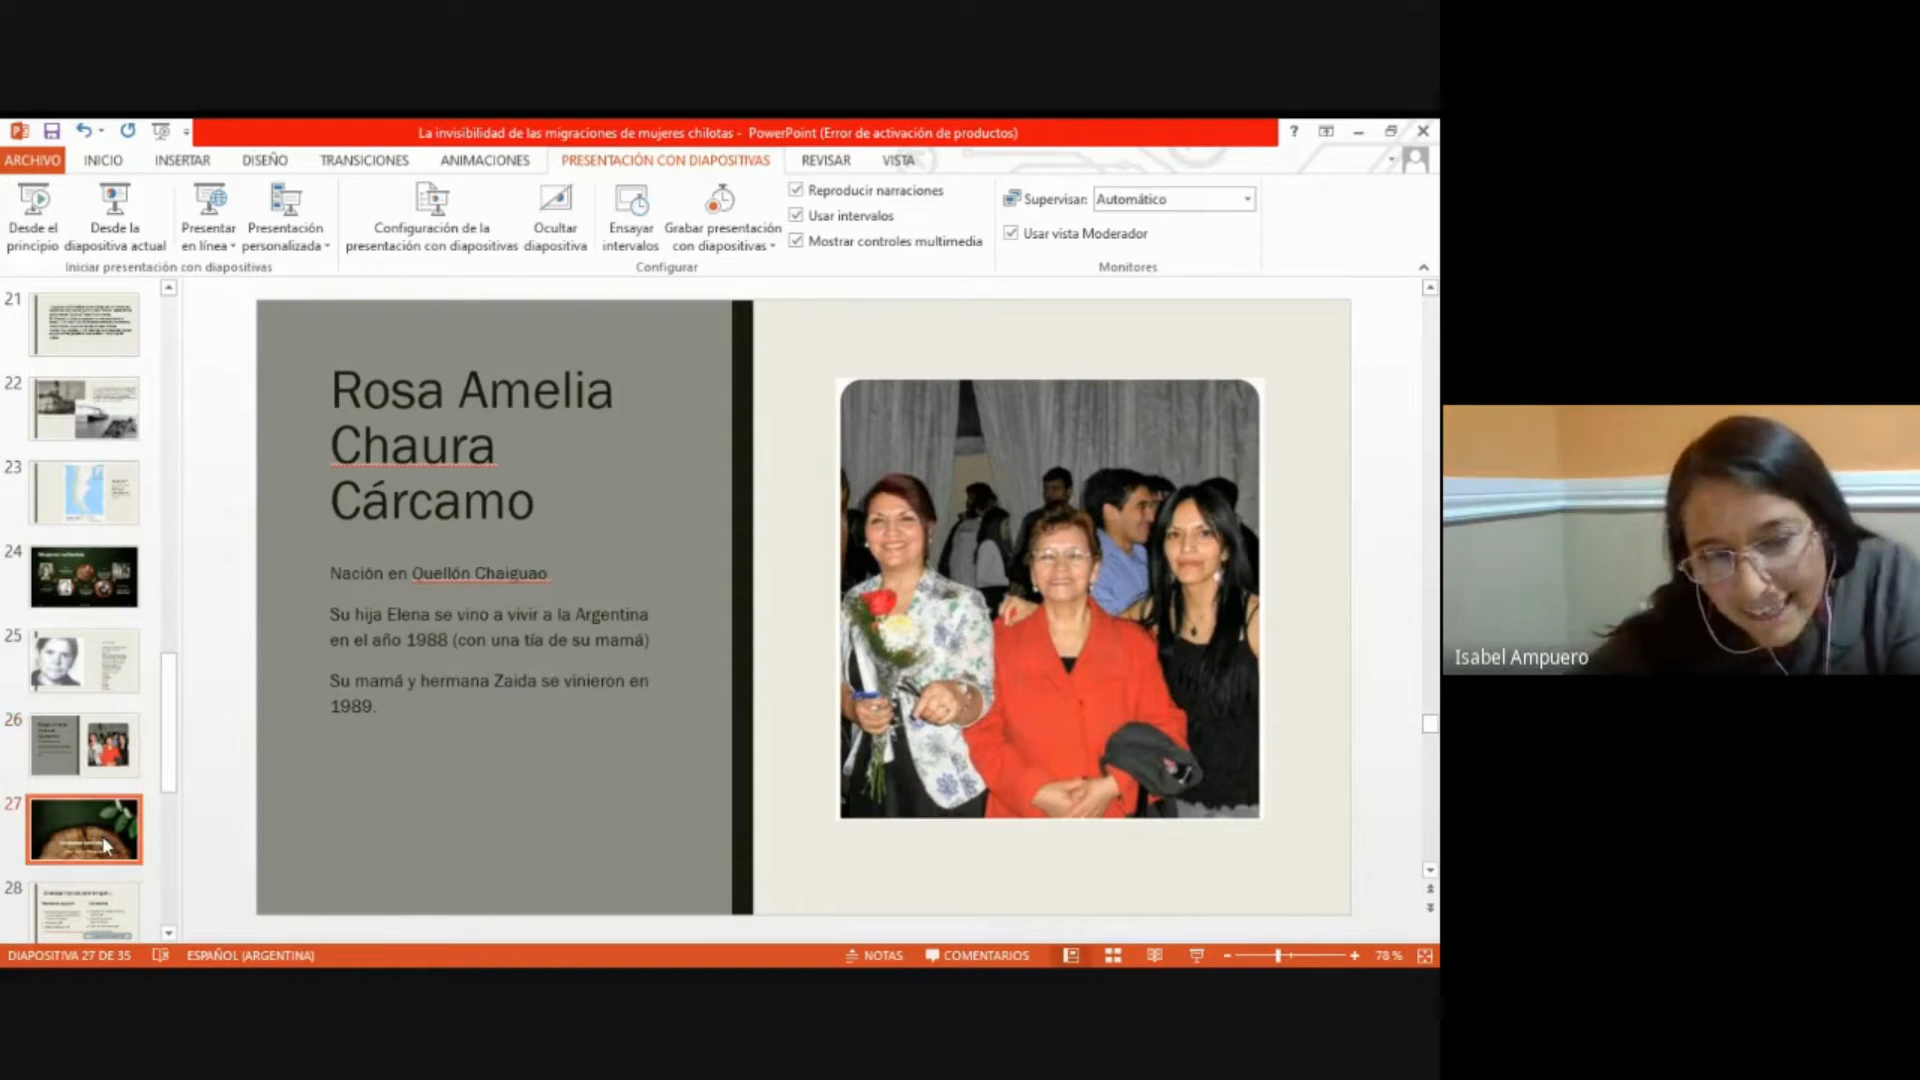 La invisibilidad de las migraciones de mujeres chilotas - PowerPoint (Error de activación de productos)
?
ARCHIVO INICIO INSERTAR DISEÑO TRANSICIONES ANIMACIONES PRESENTACIÓN CON DIAPOSITIVAS REVISAR VISTA
Desde el principio
Desde la diapositiva actual
Presentar en línea
Presentación personalizada
Iniciar presentación con diapositivas
Configuración de la presentación con diapositivas
Ocultar diapositiva
Ensayar intervalos
Grabar presentación con diapositivas
Reproducir narraciones
Usar intervalos
Mostrar controles multimedia
Configurar
Supervisar: Automático
Usar vista Moderador
Monitores
21
22
23
24
25
26
27
28
Rosa Amelia
Chaura
Cárcamo
Nación en Quellón Chaiguao
Su hija Elena se vino a vivir a la Argentina
en el año 1988 (con una tía de su mamá)
Su mamá y hermana Zaida se vinieron en
1989.
Isabel Ampuero
DIAPOSITIVA 27 DE 35 ESPAÑOL (ARGENTINA) NOTAS COMENTARIOS 78 %